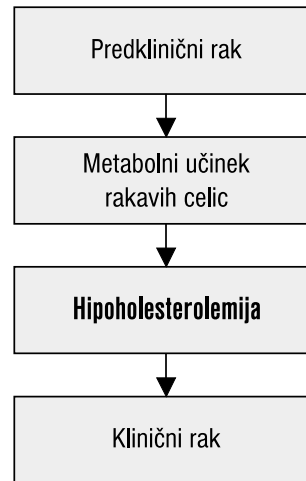 Predklinični rak
Metabolni učinek
rakavih celic
Hipoholesterolemija
Klinični rak